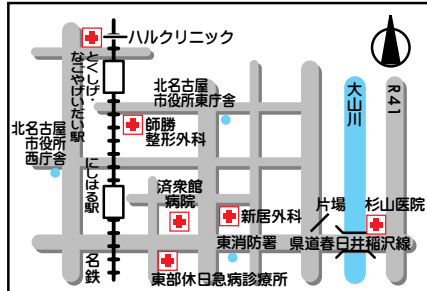 ハルクリニック
とくしげ・
なごやげいだい駅
北名古屋
市役所東庁舎
大山川
R41
北名古屋
市役所
西庁舎
師勝
整形外科
にしはる駅
済衆館
病院
新居外科
片場
杉山医院
東消防署
県道春日井稲沢線
名鉄
東部休日急病診療所